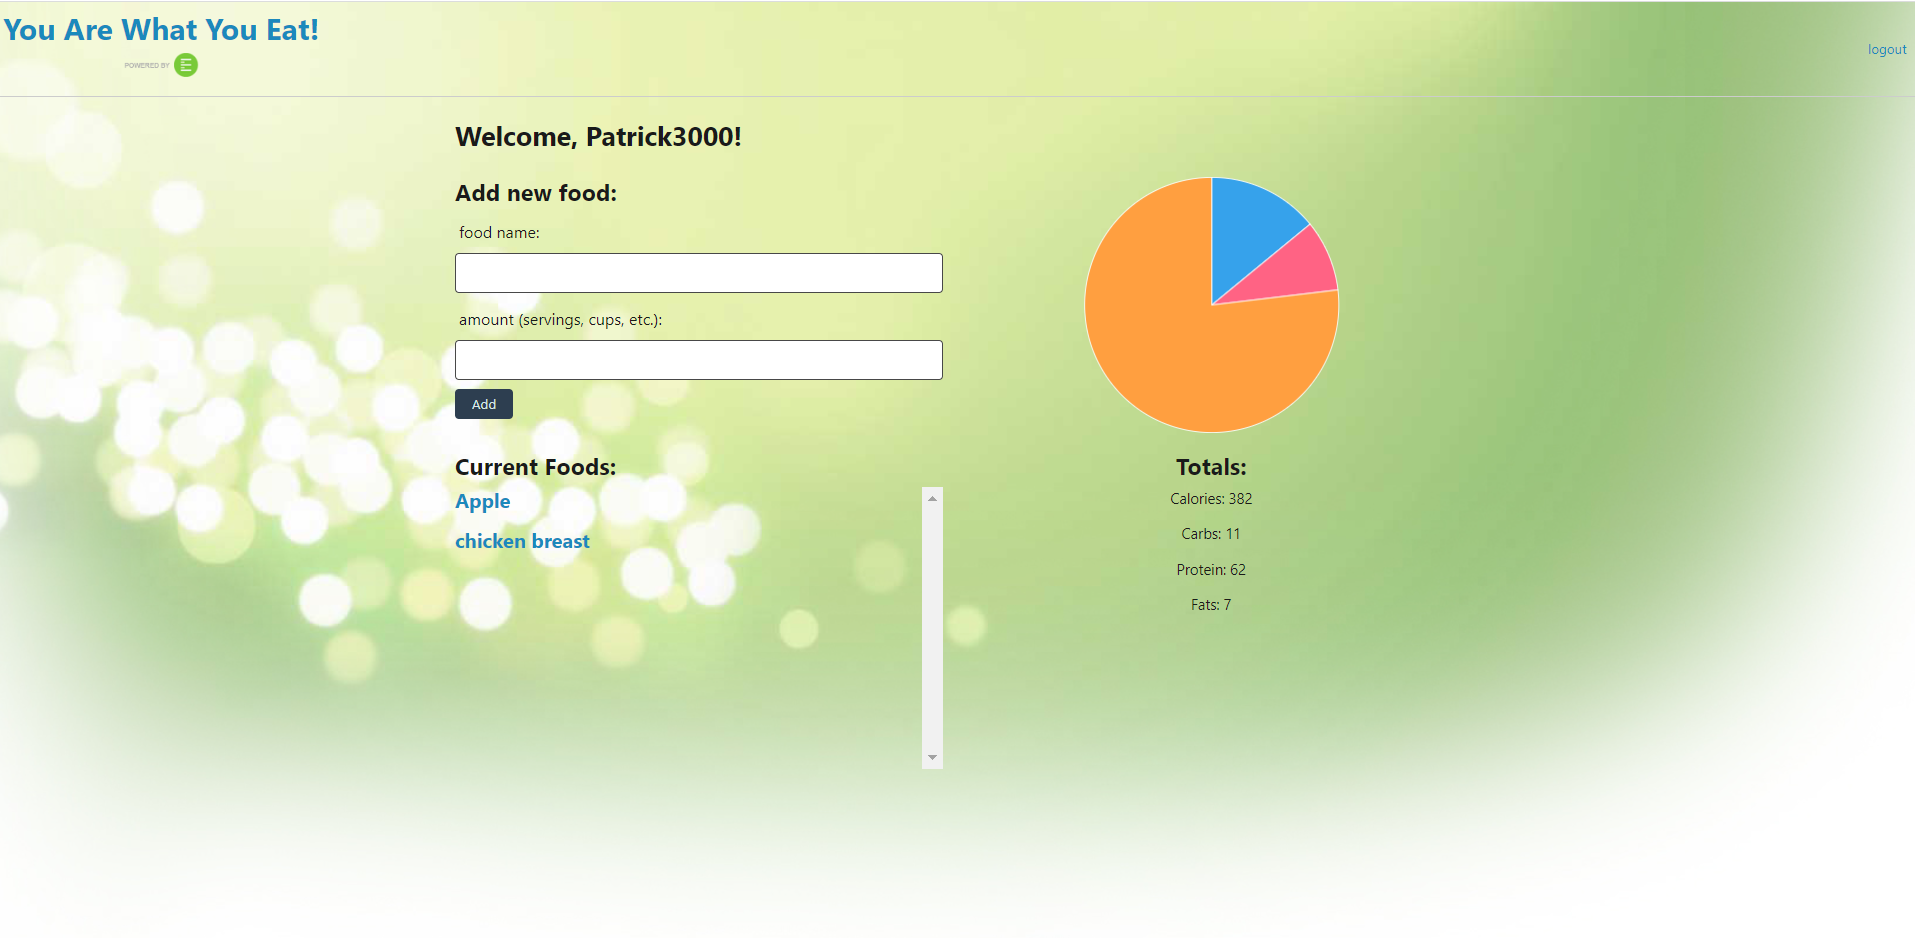 You Are What You Eat!
POWERED BY
logout
Welcome, Patrick3000!
Add new food:
food name:
amount (servings, cups, etc.):
Add
Current Foods:
Apple
chicken breast
Totals:
Calories: 382
Carbs: 11
Protein: 62
Fats: 7